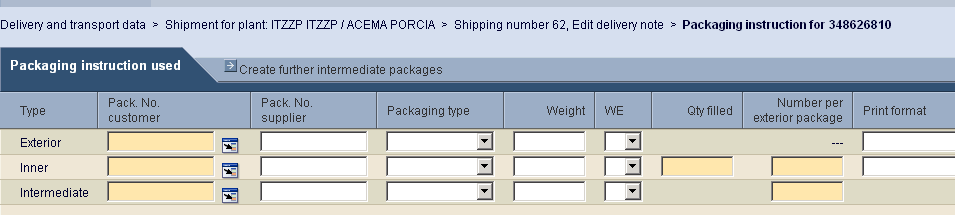 Delivery and transport data > Shipment for plant: ITZZP ITZZP / ACEMA PORCIA > Shipping number 62, Edit delivery note > Packaging instruction for 348626810
Packaging instruction used
Create further intermediate packages
Type
Pack. No.
customer
Pack. No.
supplier
Packaging type
Weight
WE
Qty filled
Number per
exterior package
Print format
Exterior
---
Inner
Intermediate